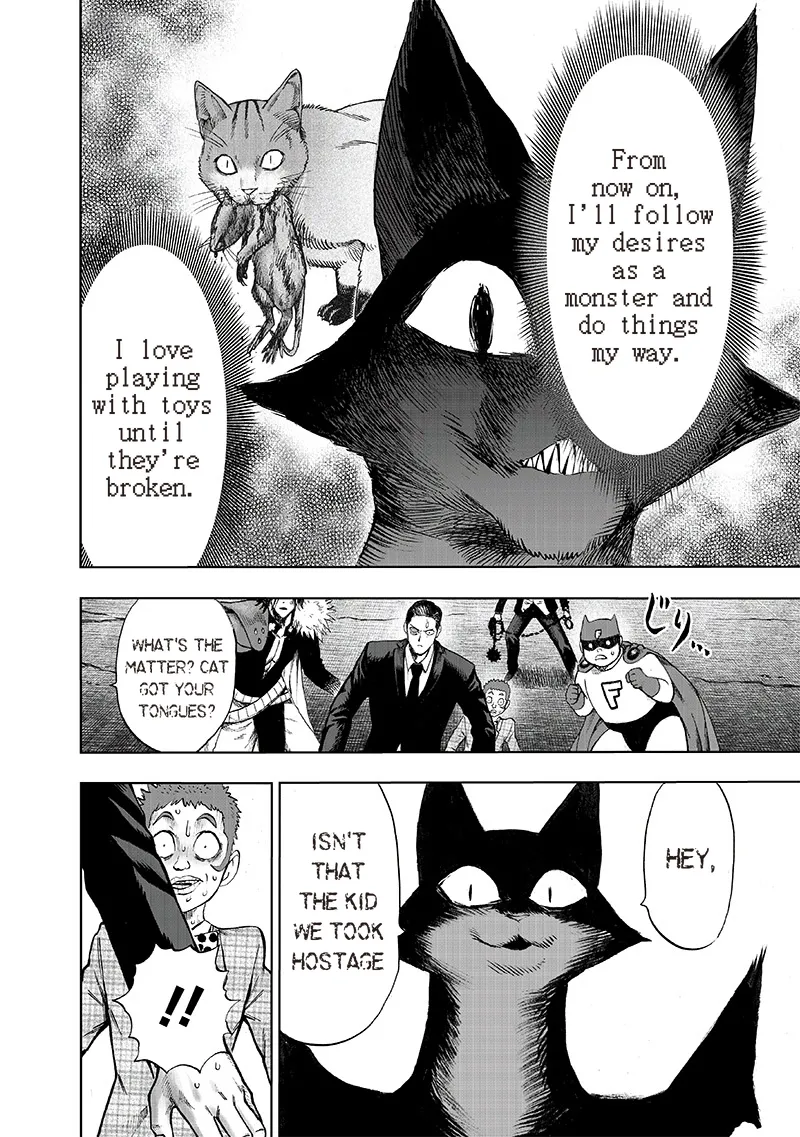 From
now on,
I'll follow
my desires
as a
monster and
do things
my way.
I love
playing
with toys
until
they're
broken.
じり…
F
F
WHAT'S THE
MATTER? CAT
GOT YOUR
TONGUES?
HEY,
ISN'T
THAT
THE KID
WE TOOK
HOSTAGE
!!